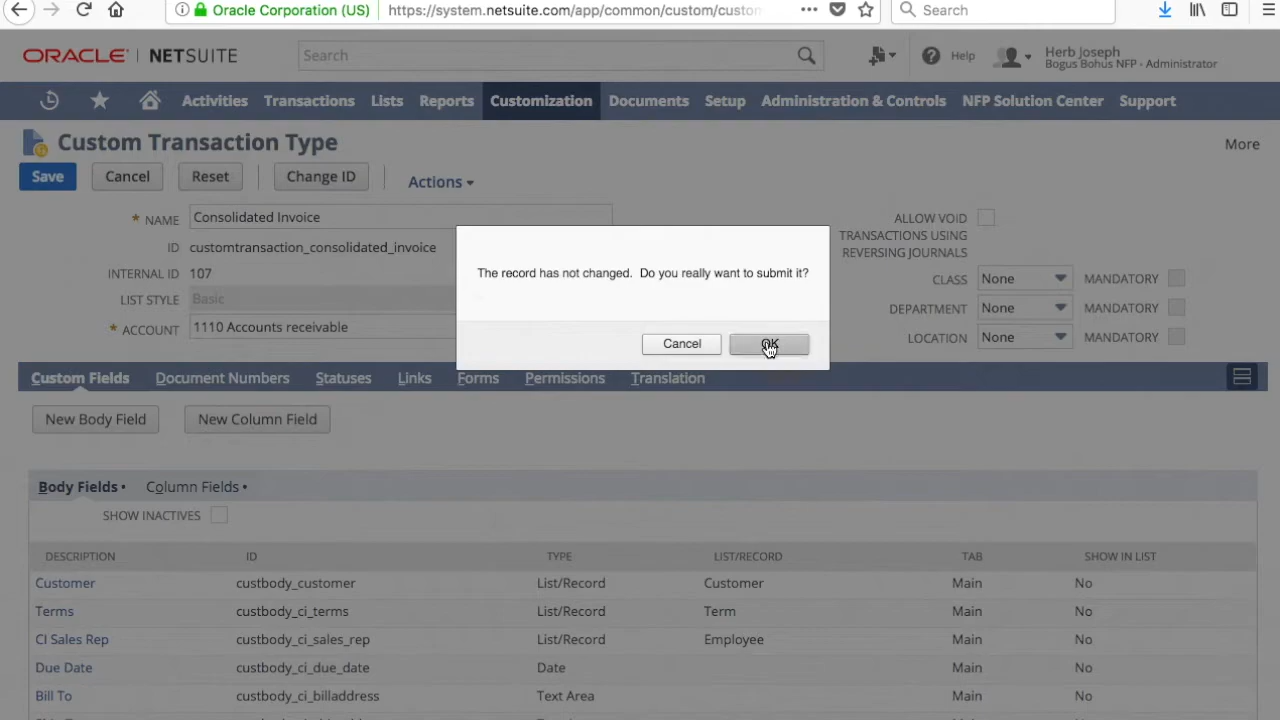 Oracle Corporation (US) https://system.netsuite.com/app/common/custom/custo Search
ORACLE NETSUITE Search Help Herb Joseph
Bogus Bohus NFP - Administrator
Activities Transactions Lists Reports Customization Documents Setup Administration & Controls NFP Solution Center Support
Custom Transaction Type More
Save Cancel Reset Change ID Actions
* NAME Consolidated Invoice
ID customtransaction_consolidated_invoice
INTERNAL ID 107
LIST STYLE Basic
* ACCOUNT 1110 Accounts receivable
ALLOW VOID
TRANSACTIONS USING
REVERSING JOURNALS
CLASS None MANDATORY
DEPARTMENT None MANDATORY
LOCATION None MANDATORY
The record has not changed. Do you really want to submit it?
Cancel OK
Custom Fields Document Numbers Statuses Links Forms Permissions Translation
New Body Field New Column Field
Body Fields • Column Fields •
SHOW INACTIVES
DESCRIPTION ID TYPE LIST/RECORD TAB SHOW IN LIST
Customer custbody_customer List/Record Customer Main No
Terms custbody_ci_terms List/Record Term Main No
CI Sales Rep custbody_ci_sales_rep List/Record Employee Main No
Due Date custbody_ci_due_date Date Main No
Bill To custbody_ci_billaddress Text Area Main No